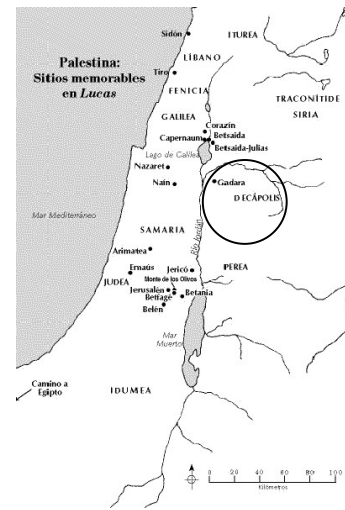 Palestina:
Sitios memorables
en Lucas
Sidón
ITUREA
LÍBANO
Tiro
FENICIA
TRACONÍTIDE
SIRIA
GALILEA
Corazín
Capernaum
Betsaida
Betsaida-Julias
Lago de Galilea
Nazaret
Naín
Gadara
DECÁPOLIS
Mar Mediterráneo
SAMARIA
Río Jordán
Arimatea
Emaús
Jericó
PEREA
Monte de los Olivos
JUDEA
Jerusalén
Betania
Betfagé
Belén
Mar
Muerto
Camino a
Egipto
IDUMEA
0 20 40 60 80 100
Kilómetros